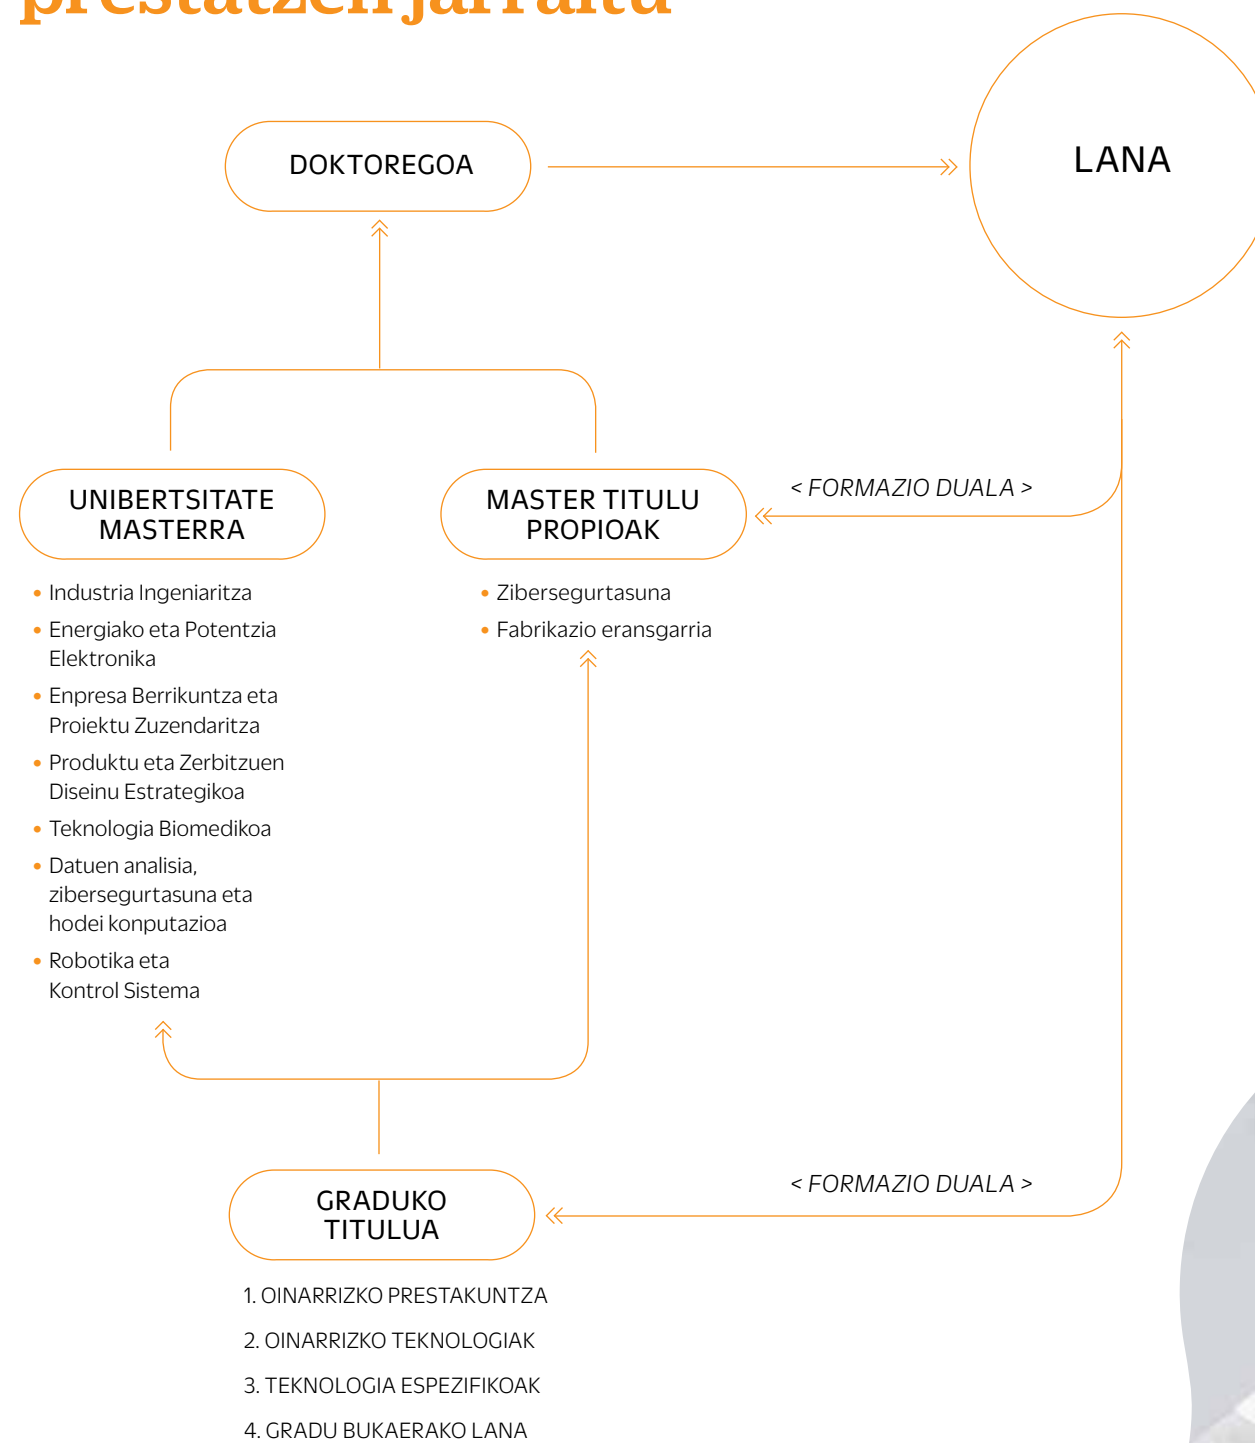 prestatzen jarraitu
DOKTOREGOA
LANA
UNIBERTSITATE
MASTERRA
• Industria Ingeniaritza
• Energiako eta Potentzia
Elektronika
• Enpresa Berrikuntza eta
Proiektu Zuzendaritza
• Produktu eta Zerbitzuen
Diseinu Estrategikoa
• Teknologia Biomedikoa
• Datuen analisia,
zibersegurtasuna eta
hodei konputazioa
• Robotika eta
Kontrol Sistema
MASTER TITULU
PROPIOAK
• Zibersegurtasuna
• Fabrikazio eransgarria
< FORMAZIO DUALA >
GRADUKO
TITULUA
< FORMAZIO DUALA >
1. OINARRIZKO PRESTAKUNTZA
2. OINARRIZKO TEKNOLOGIAK
3. TEKNOLOGIA ESPEZIFIKOAK
4. GRADU BUKAERAKO LANA